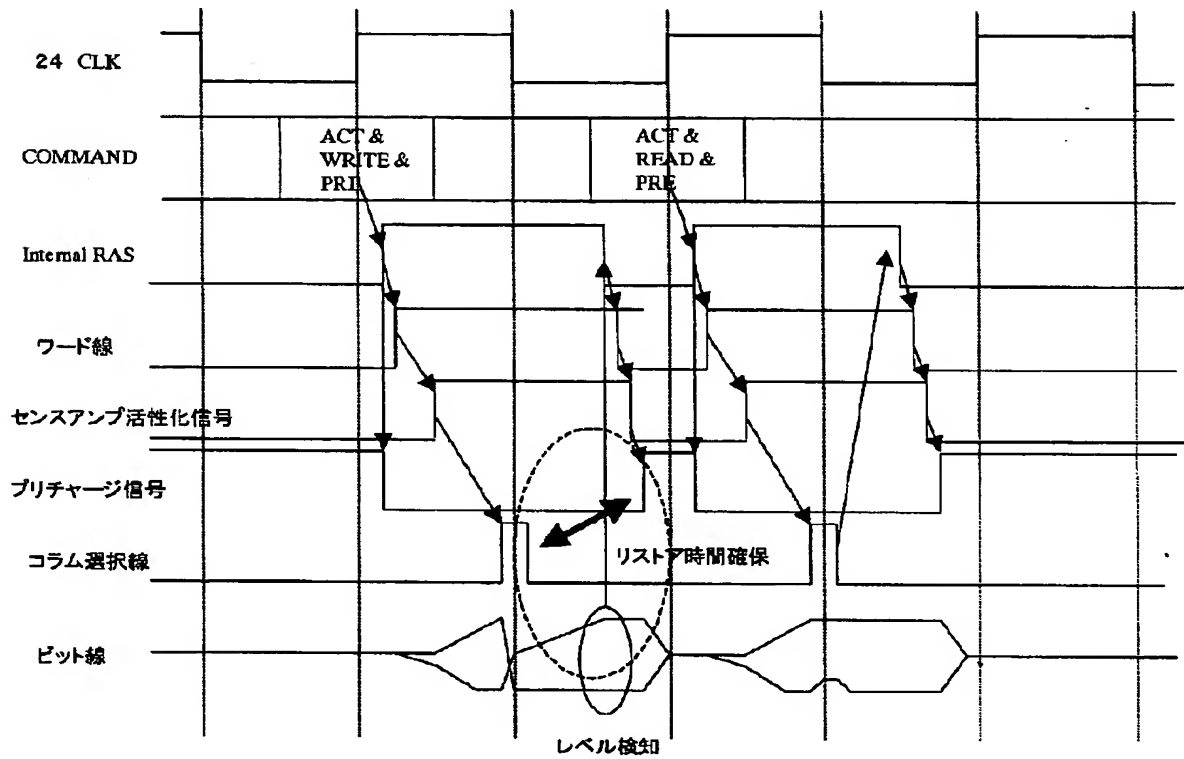 24 CLK
COMMAND
ACT &
WRITE &
PRE
ACT &
READ &
PRE
Internal RAS
ワード線
センスアンプ活性化信号
プリチャージ信号
コラム選択線
リストア時間確保
ビット線
レベル検知